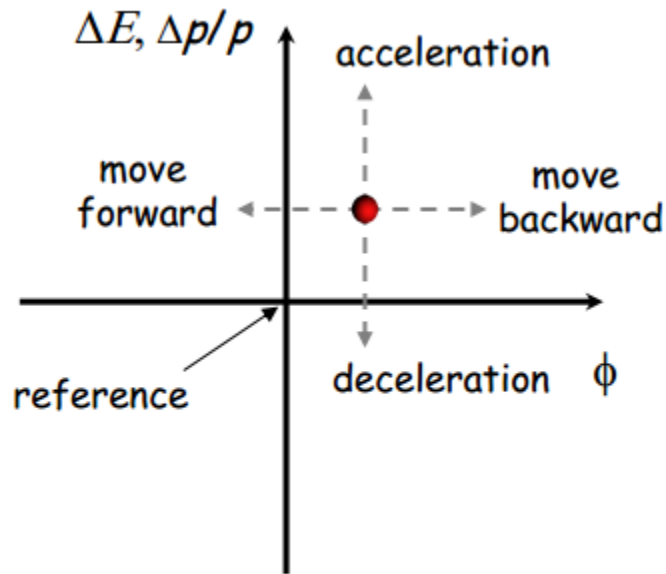 ΔE, Δp/p
acceleration
move
forward
move
backward
reference
deceleration
ϕ